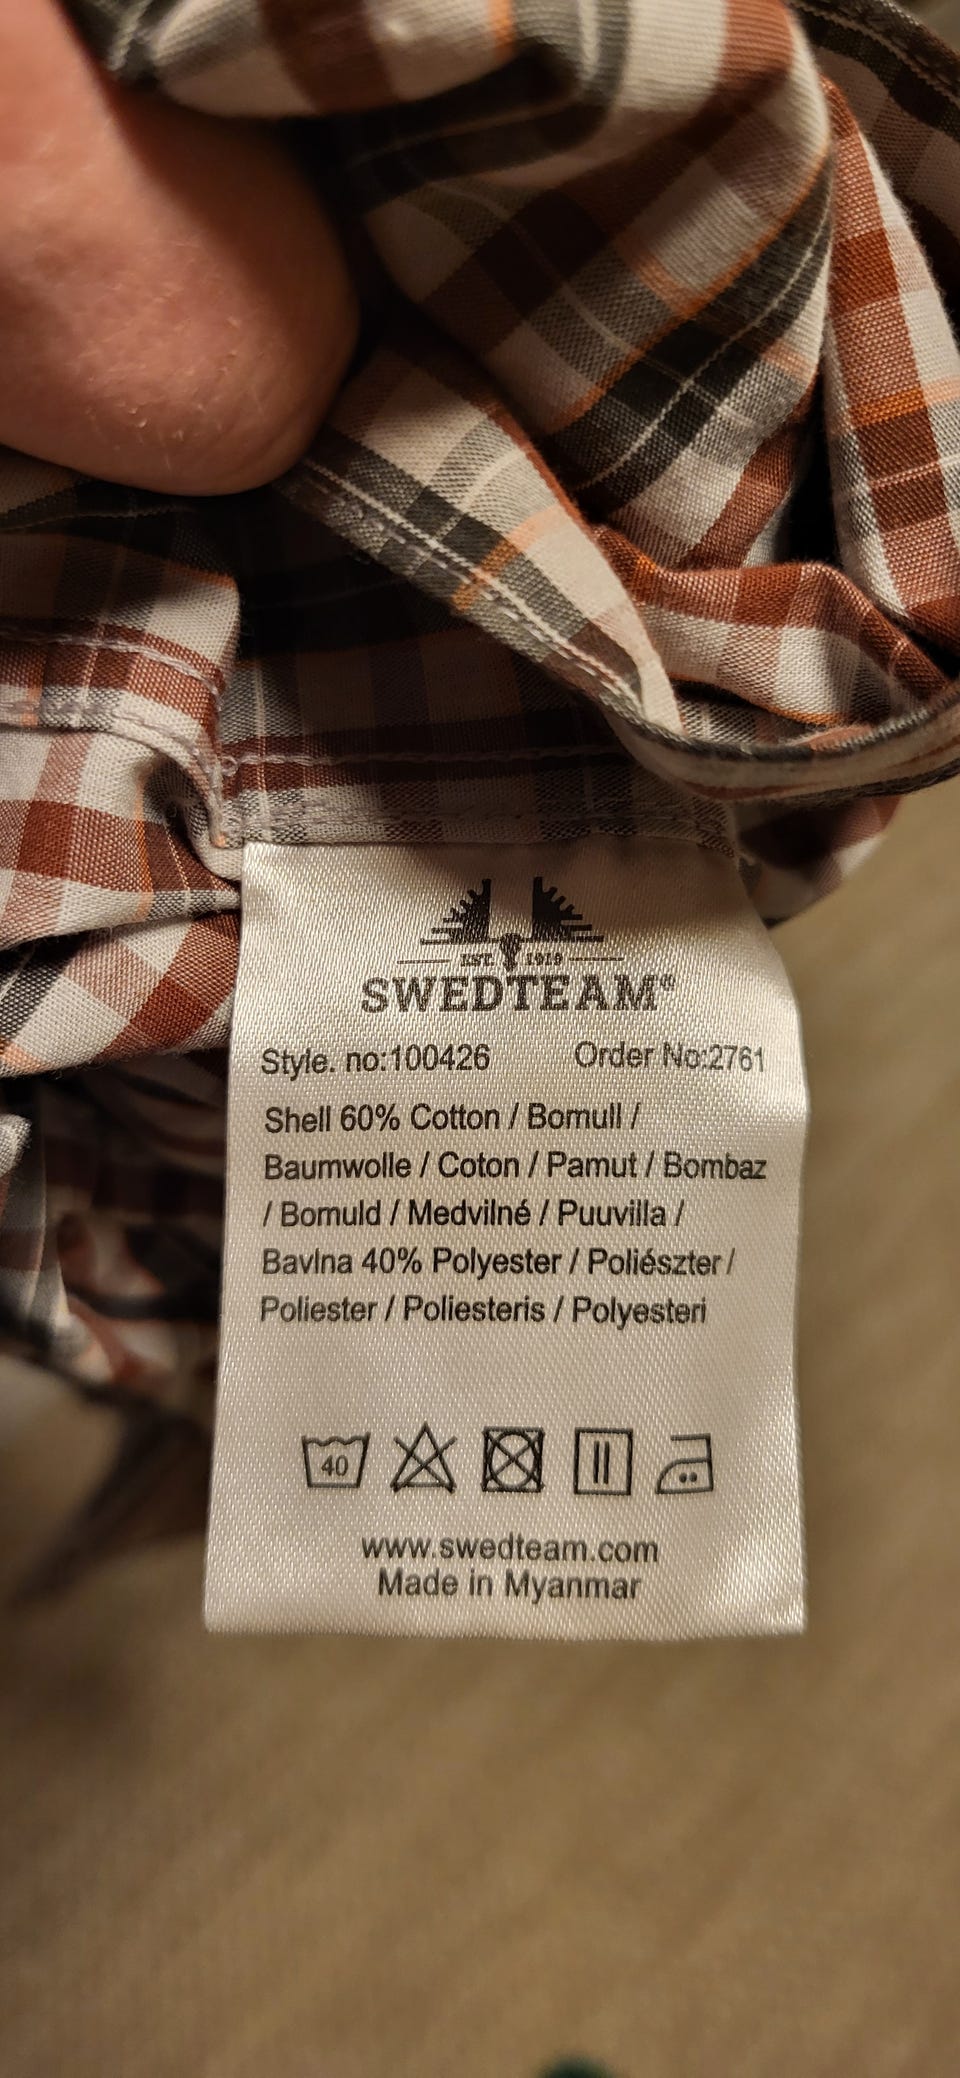 EST. 1919
SWEDTEAM®
Style. no:100426 Order No:2761
Shell 60% Cotton / Bomull /
Baumwolle / Coton / Pamut / Bombaz
/ Bomuld / Medvilné / Puuvilla /
Bavlna 40% Polyester / Poliészter /
Poliester / Poliesteris / Polyesteri
40
www.swedteam.com
Made in Myanmar